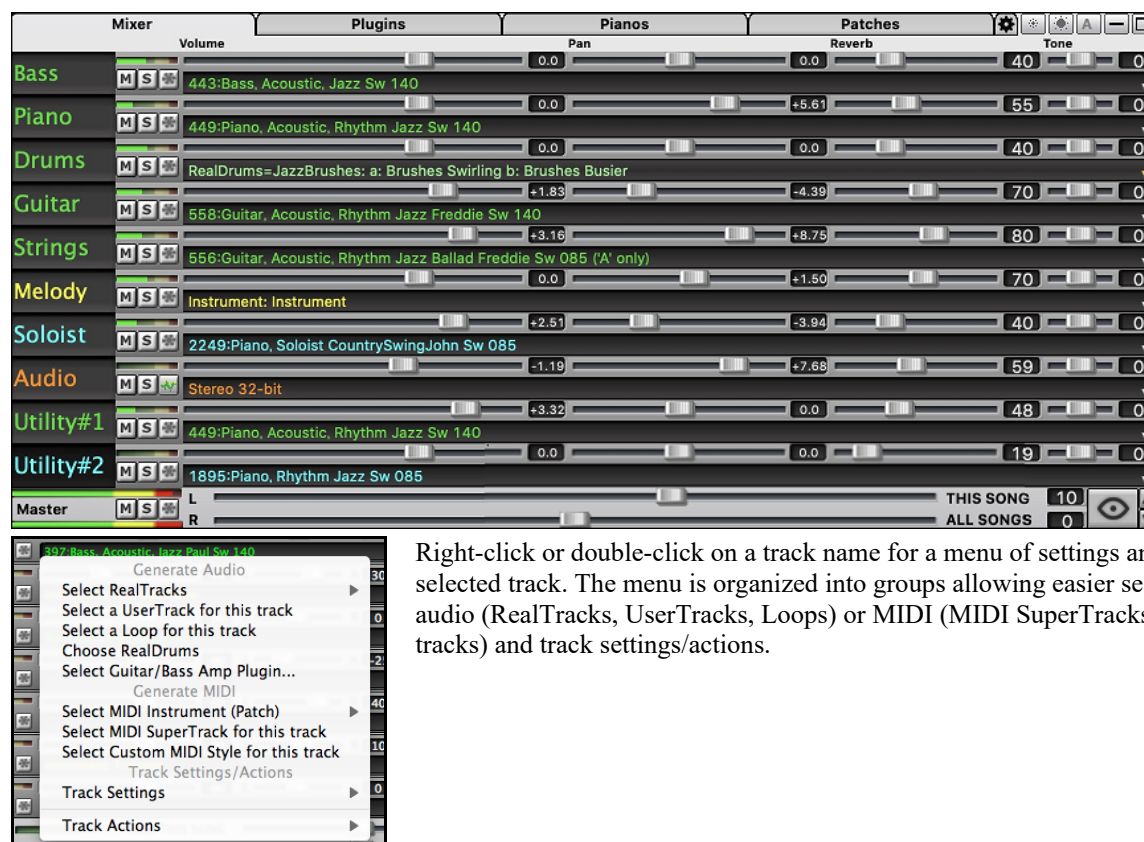 Mixer Plugins Pianos Patches A
Volume Pan Reverb Tone
Bass M S 0.0 0.0 40 0
443:Bass, Acoustic, Jazz Sw 140
Piano M S 0.0 +5.61 55 0
449:Piano, Acoustic, Rhythm Jazz Sw 140
Drums M S 0.0 0.0 40 0
RealDrums=JazzBrushes: a: Brushes Swirling b: Brushes Busier
Guitar M S +1.83 -4.39 70 0
558:Guitar, Acoustic, Rhythm Jazz Freddie Sw 140
Strings M S +3.16 +8.75 80 0
556:Guitar, Acoustic, Rhythm Jazz Ballad Freddie Sw 085 ('A' only)
Melody M S 0.0 +1.50 70 0
Instrument: Instrument
Soloist M S +2.51 -3.94 40 0
2249:Piano, Soloist CountrySwingJohn Sw 085
Audio M S -1.19 +7.68 59 0
Stereo 32-bit
Utility#1 M S +3.32 0.0 48 0
449:Piano, Acoustic, Rhythm Jazz Sw 140
Utility#2 M S 0.0 0.0 19 0
1895:Piano, Rhythm Jazz Sw 085
Master M S L THIS SONG 10
R ALL SONGS 0
397:Bass, Acoustic, Jazz Paul Sw 140
Generate Audio
Select RealTracks
Select a UserTrack for this track
Select a Loop for this track
Choose RealDrums
Select Guitar/Bass Amp Plugin...
Generate MIDI
Select MIDI Instrument (Patch)
Select MIDI SuperTrack for this track
Select Custom MIDI Style for this track
Track Settings/Actions
Track Settings
Track Actions
Right-click or double-click on a track name for a menu of settings
selected track. The menu is organized into groups allowing easier
audio (RealTracks, UserTracks, Loops) or MIDI (MIDI SuperTracks
tracks) and track settings/actions.